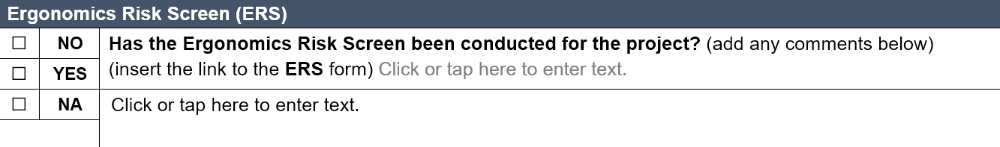 Ergonomics Risk Screen (ERS)
☐ NO Has the Ergonomics Risk Screen been conducted for the project? (add any comments below)
☐ YES (insert the link to the ERS form) Click or tap here to enter text.
☐ NA Click or tap here to enter text.